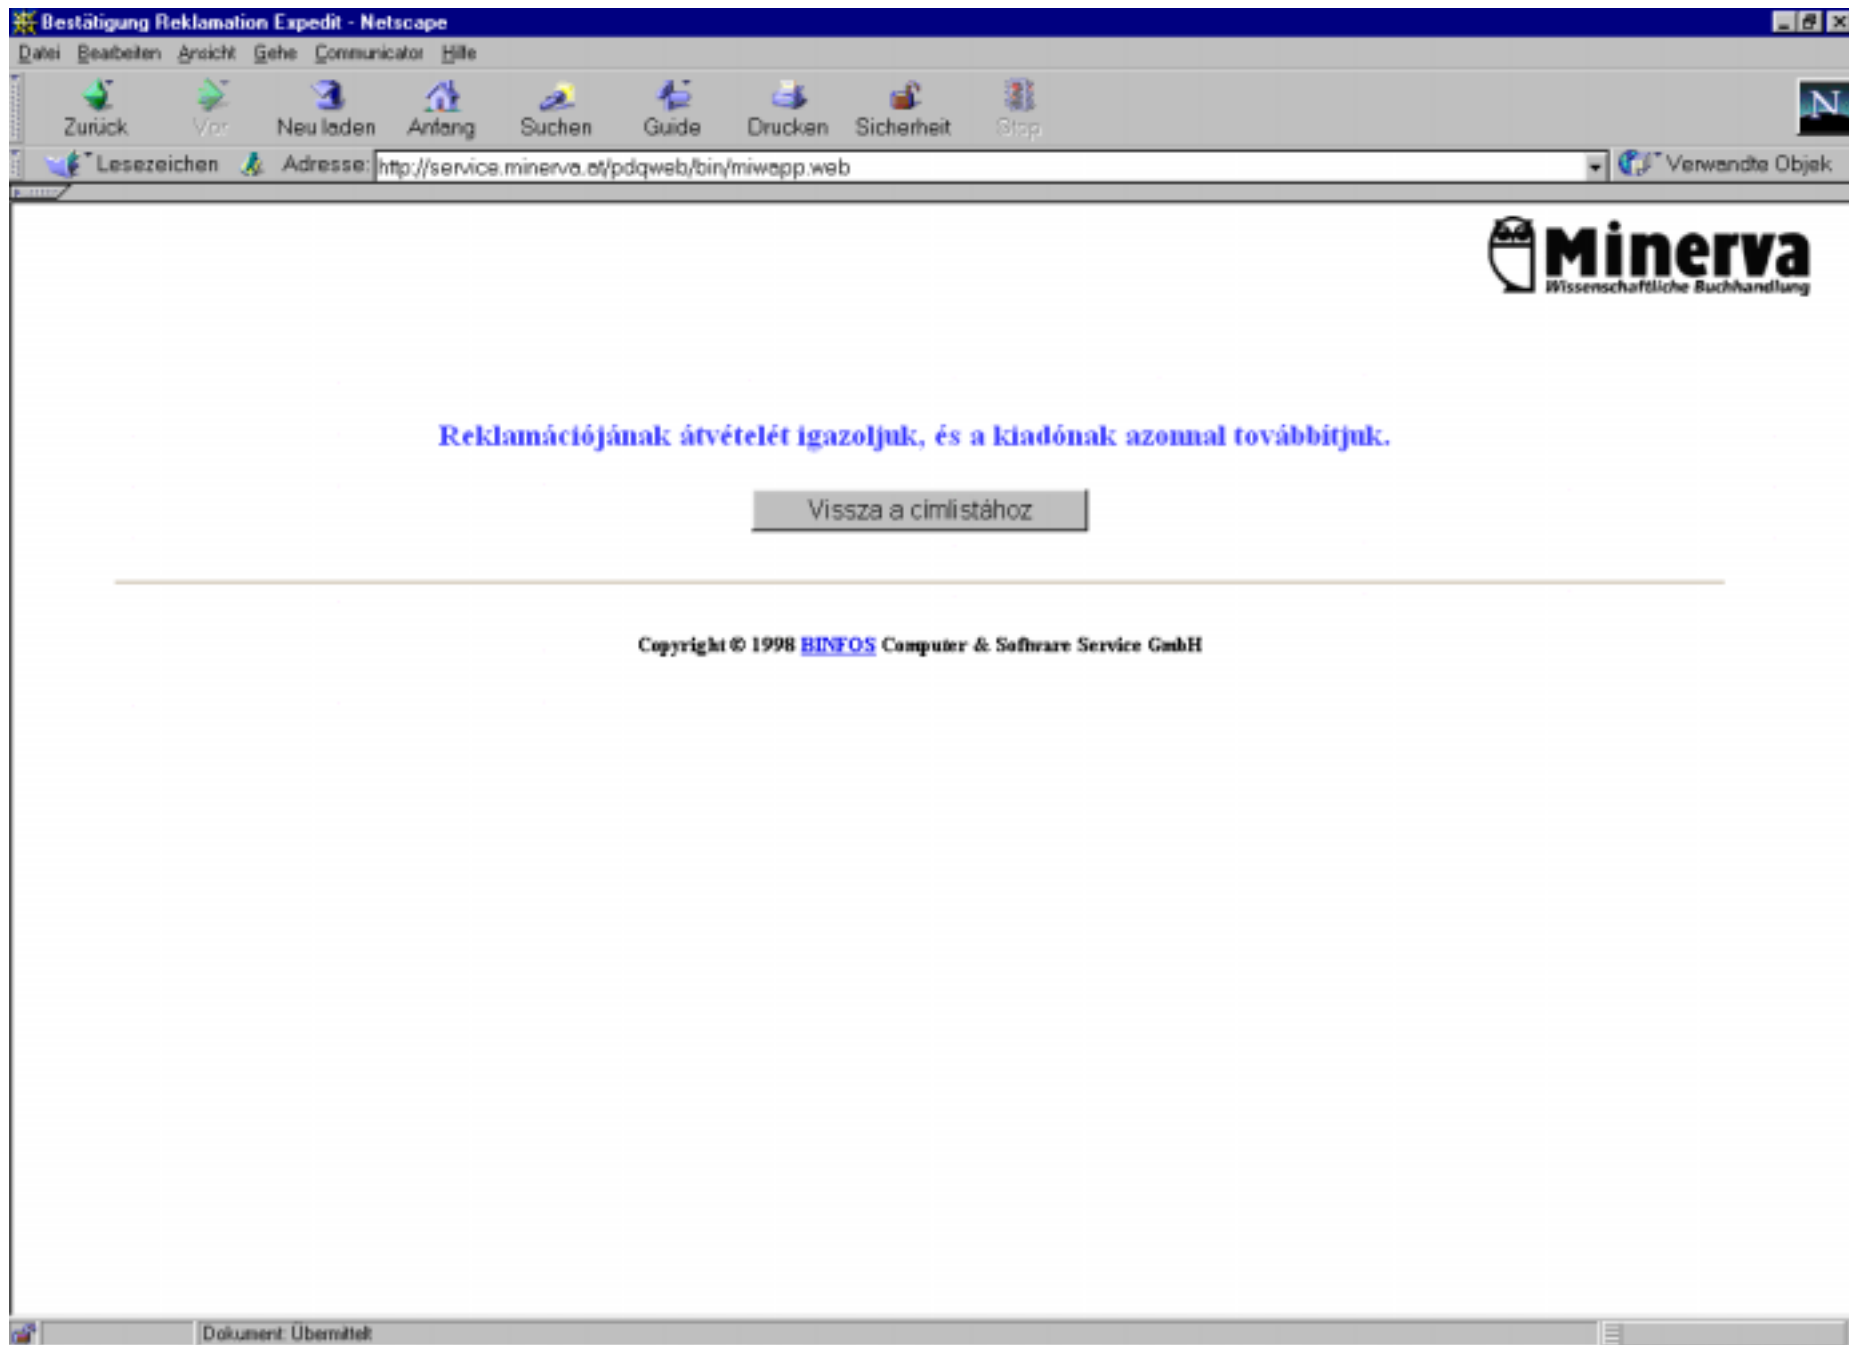 Bestätigung Reklamation Expedit - Netscape
Datei Bearbeiten Ansicht Gehe Communicator Hilfe
Zurück Vor Neu laden Anfang Suchen Guide Drucken Sicherheit Stop
N
Lesezeichen Adresse: http://service.minerva.at/pdqweb/bin/miwapp.web Verwandte Objek
Minerva
Wissenschaftliche Buchhandlung
Reklamációjának átvételét igazoljuk, és a kiadónak azonnal továbbítjuk.
Vissza a címlistához
Copyright © 1998 BINFOS Computer & Software Service GmbH
Dokument: Übermittelt